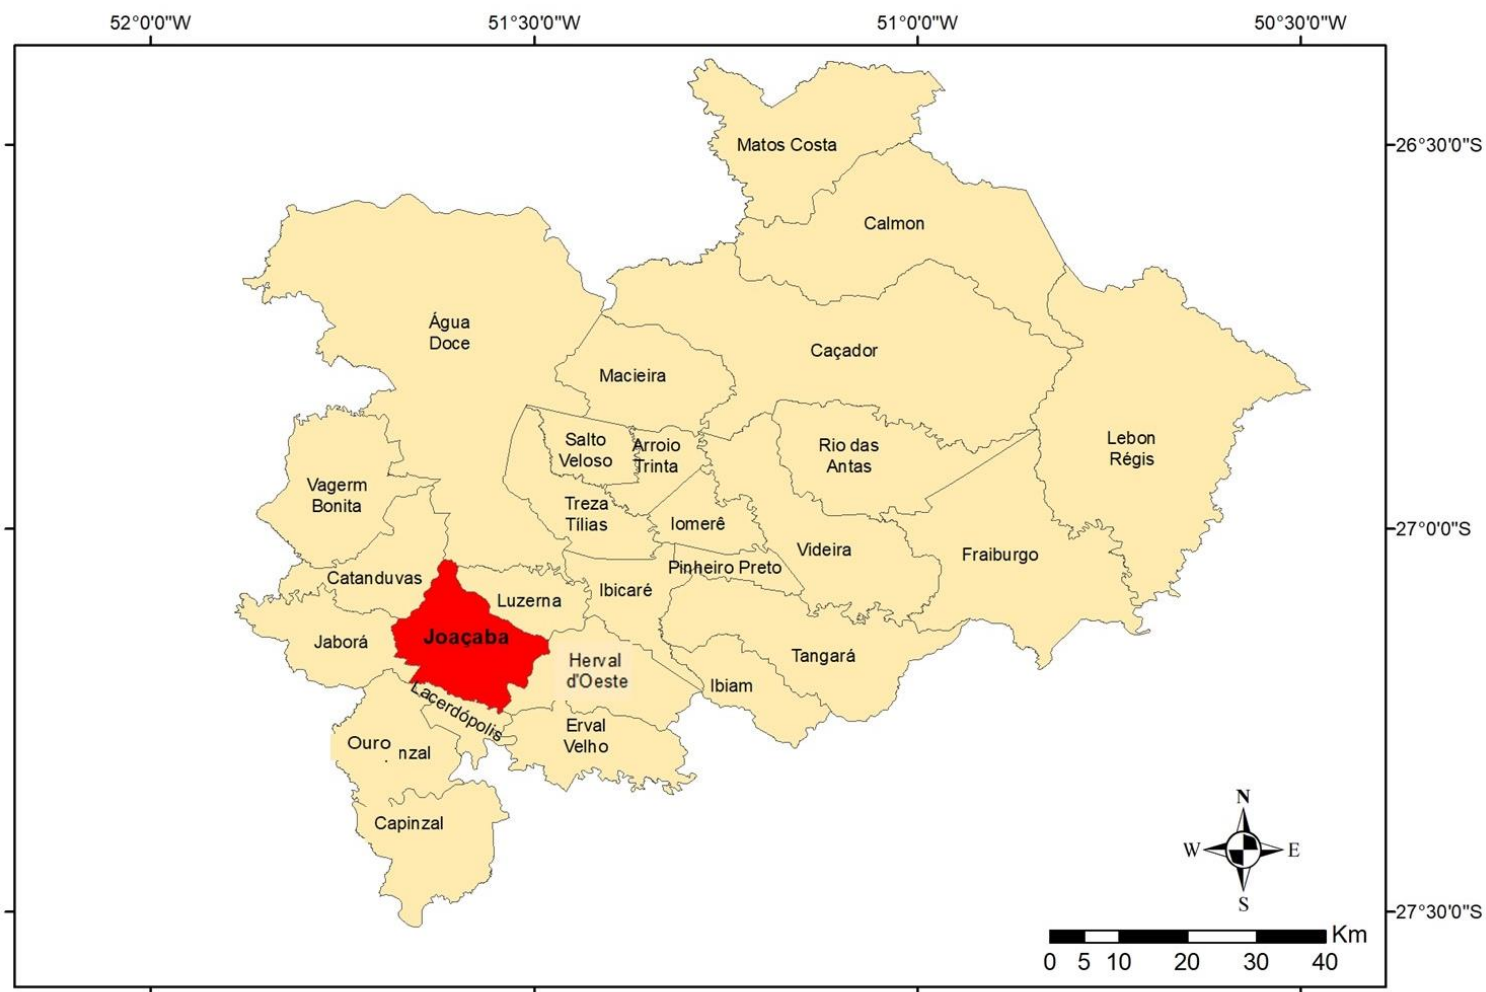 52°0'0"W
51°30'0"W
51°0'0"W
50°30'0"W
Matos Costa
26°30'0"S
Calmon
Água
Doce
Caçador
Macieira
Salto
Veloso
Arroio
Trinta
Rio das
Antas
Lebon
Régis
Vagerm
Bonita
Treza
Tílias
Iomerê
27°0'0"S
Videira
Fraiburgo
Pinheiro Preto
Catanduvas
Ibicaré
Luzerna
Joaçaba
Jaborá
Tangará
Herval
d'Oeste
Ibiam
Lacerdópolis
Erval
Velho
Ouro
nzal
Capinzal
N
W
E
S
27°30'0"S
Km
0 5 10 20 30 40